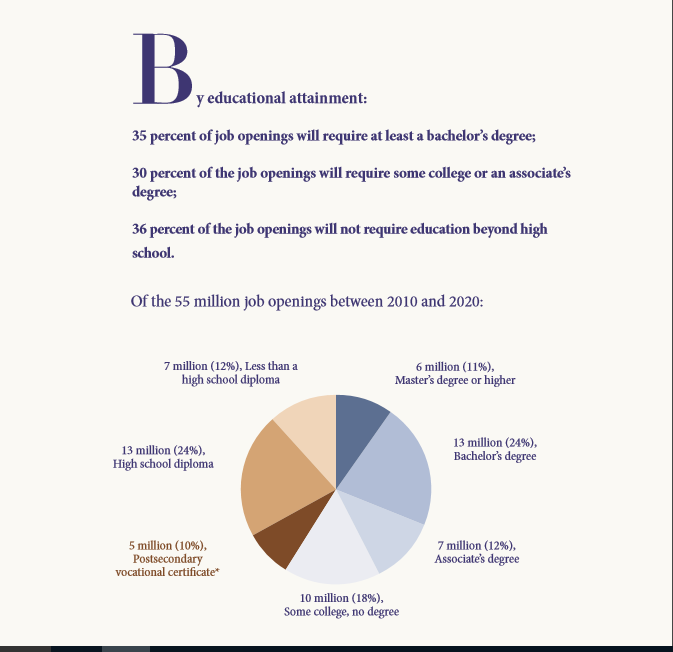 By educational attainment:
35 percent of job openings will require at least a bachelor’s degree;
30 percent of the job openings will require some college or an associate’s
degree;
36 percent of the job openings will not require education beyond high
school.
Of the 55 million job openings between 2010 and 2020:
7 million (12%), Less than a
high school diploma
6 million (11%),
Master’s degree or higher
13 million (24%),
High school diploma
13 million (24%),
Bachelor’s degree
5 million (10%),
Postsecondary
vocational certificate*
7 million (12%),
Associate’s degree
10 million (18%),
Some college, no degree